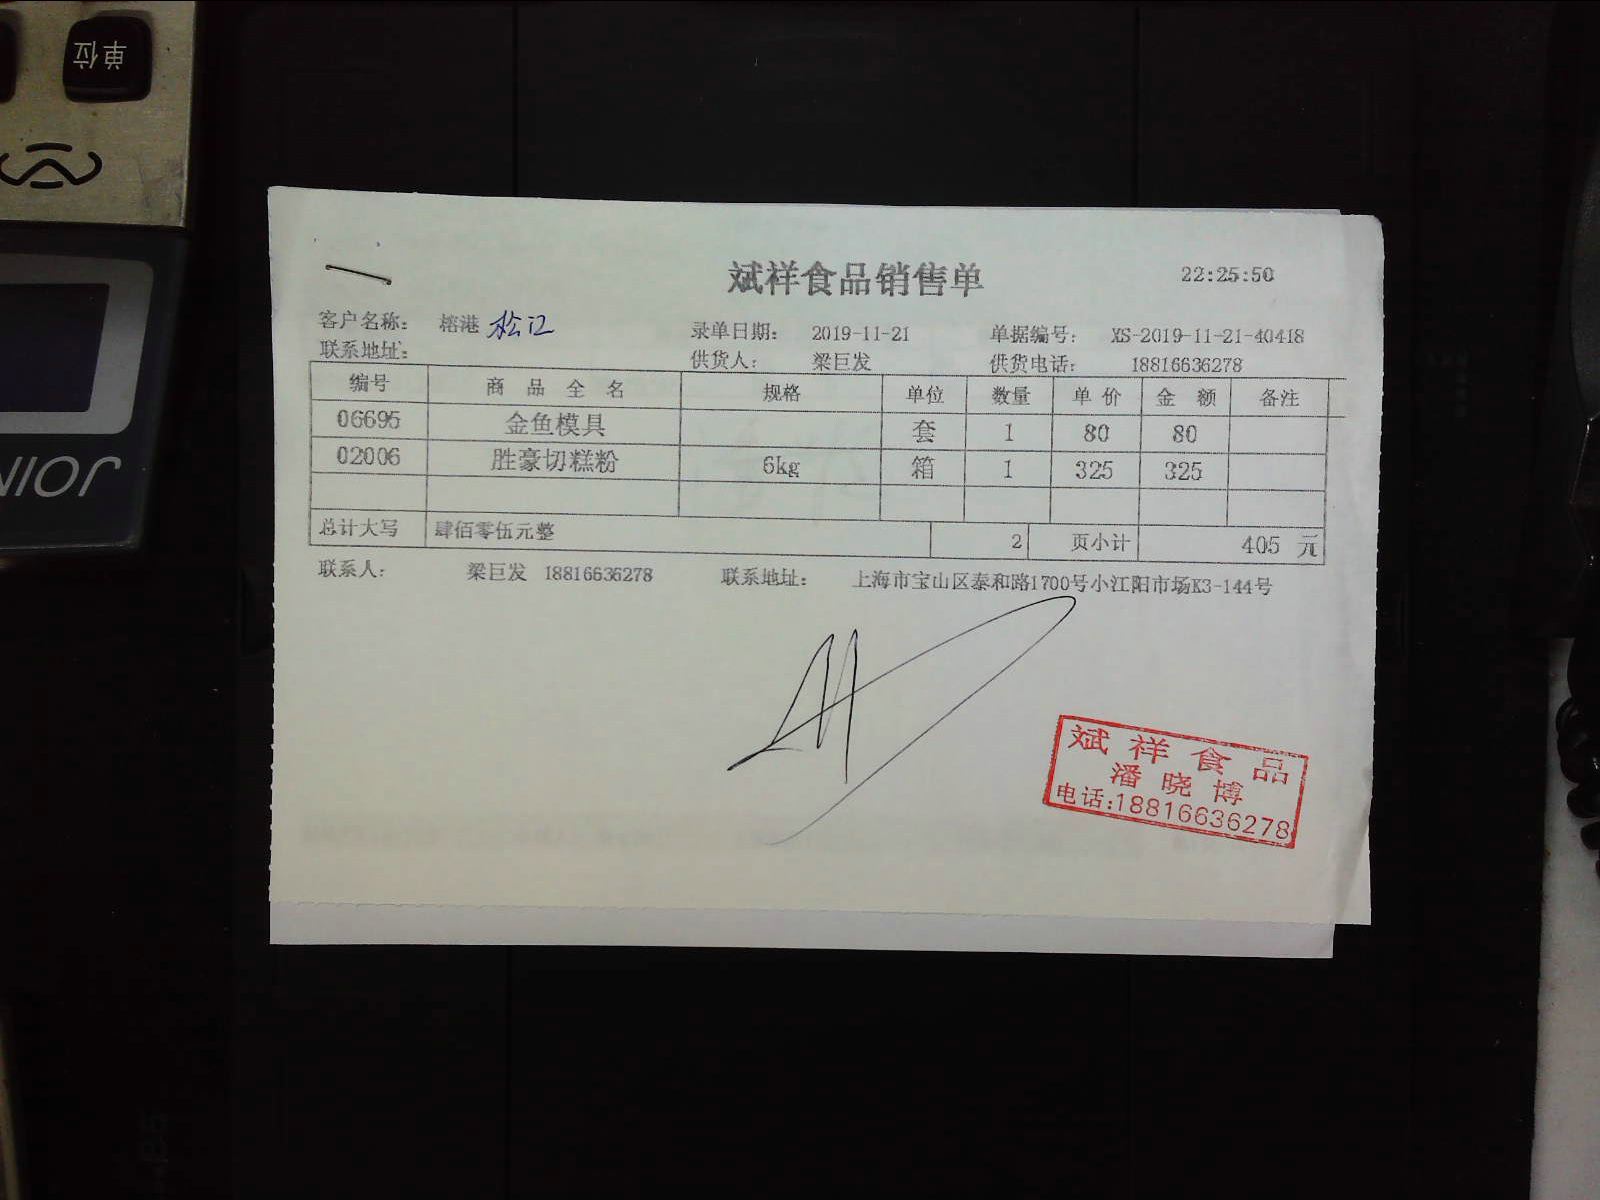 单位
JOIN
斌祥食品销售单 22:25:50
客户名称: 榕港 松江 录单日期: 2019-11-21 单据编号: XS-2019-11-21-40418
联系地址: 供货人: 梁巨发 供货电话: 18816636278
编号 商品全名 规格 单位 数量 单价 金额 备注
06695 金鱼模具 套 1 80 80
02006 胜豪切糕粉 6kg 箱 1 325 325
总计大写 肆佰零伍元整 2 页小计 405 元
联系人: 梁巨发 18816636278 联系地址: 上海市宝山区泰和路1700号小江阳市场K3-144号
斌祥食品
潘晓博
电话:18816636278